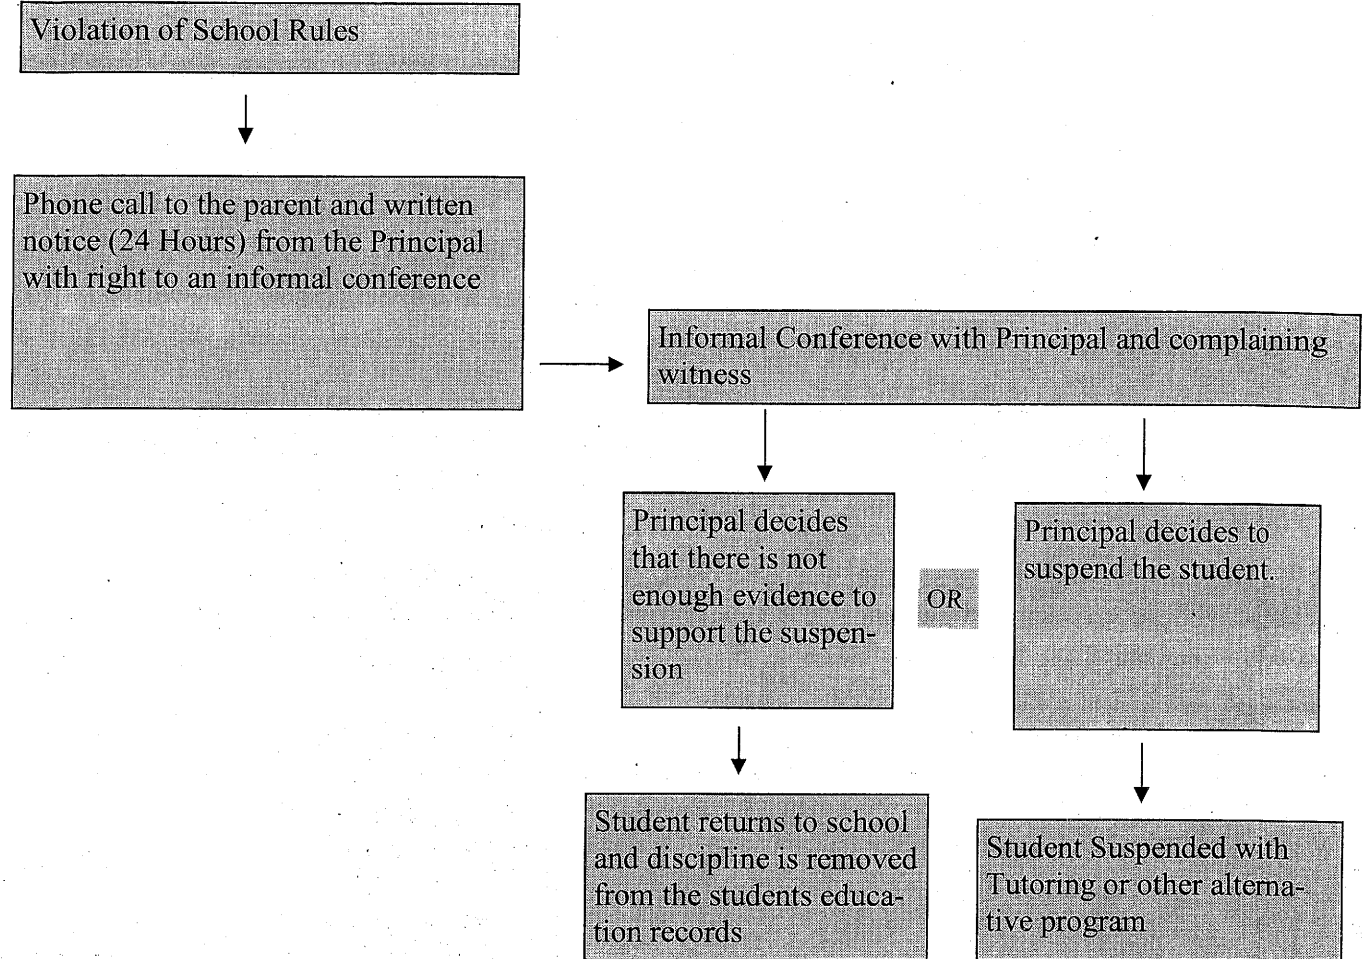 Violation of School Rules
Phone call to the parent and written
notice (24 Hours) from the Principal
with right to an informal conference
Informal Conference with Principal and complaining
witness
Principal decides
that there is not
enough evidence to
support the suspen-
sion
OR
Principal decides to
suspend the student.
Student returns to school
and discipline is removed
from the students educa-
tion records
Student Suspended with
Tutoring or other alterna-
tive program